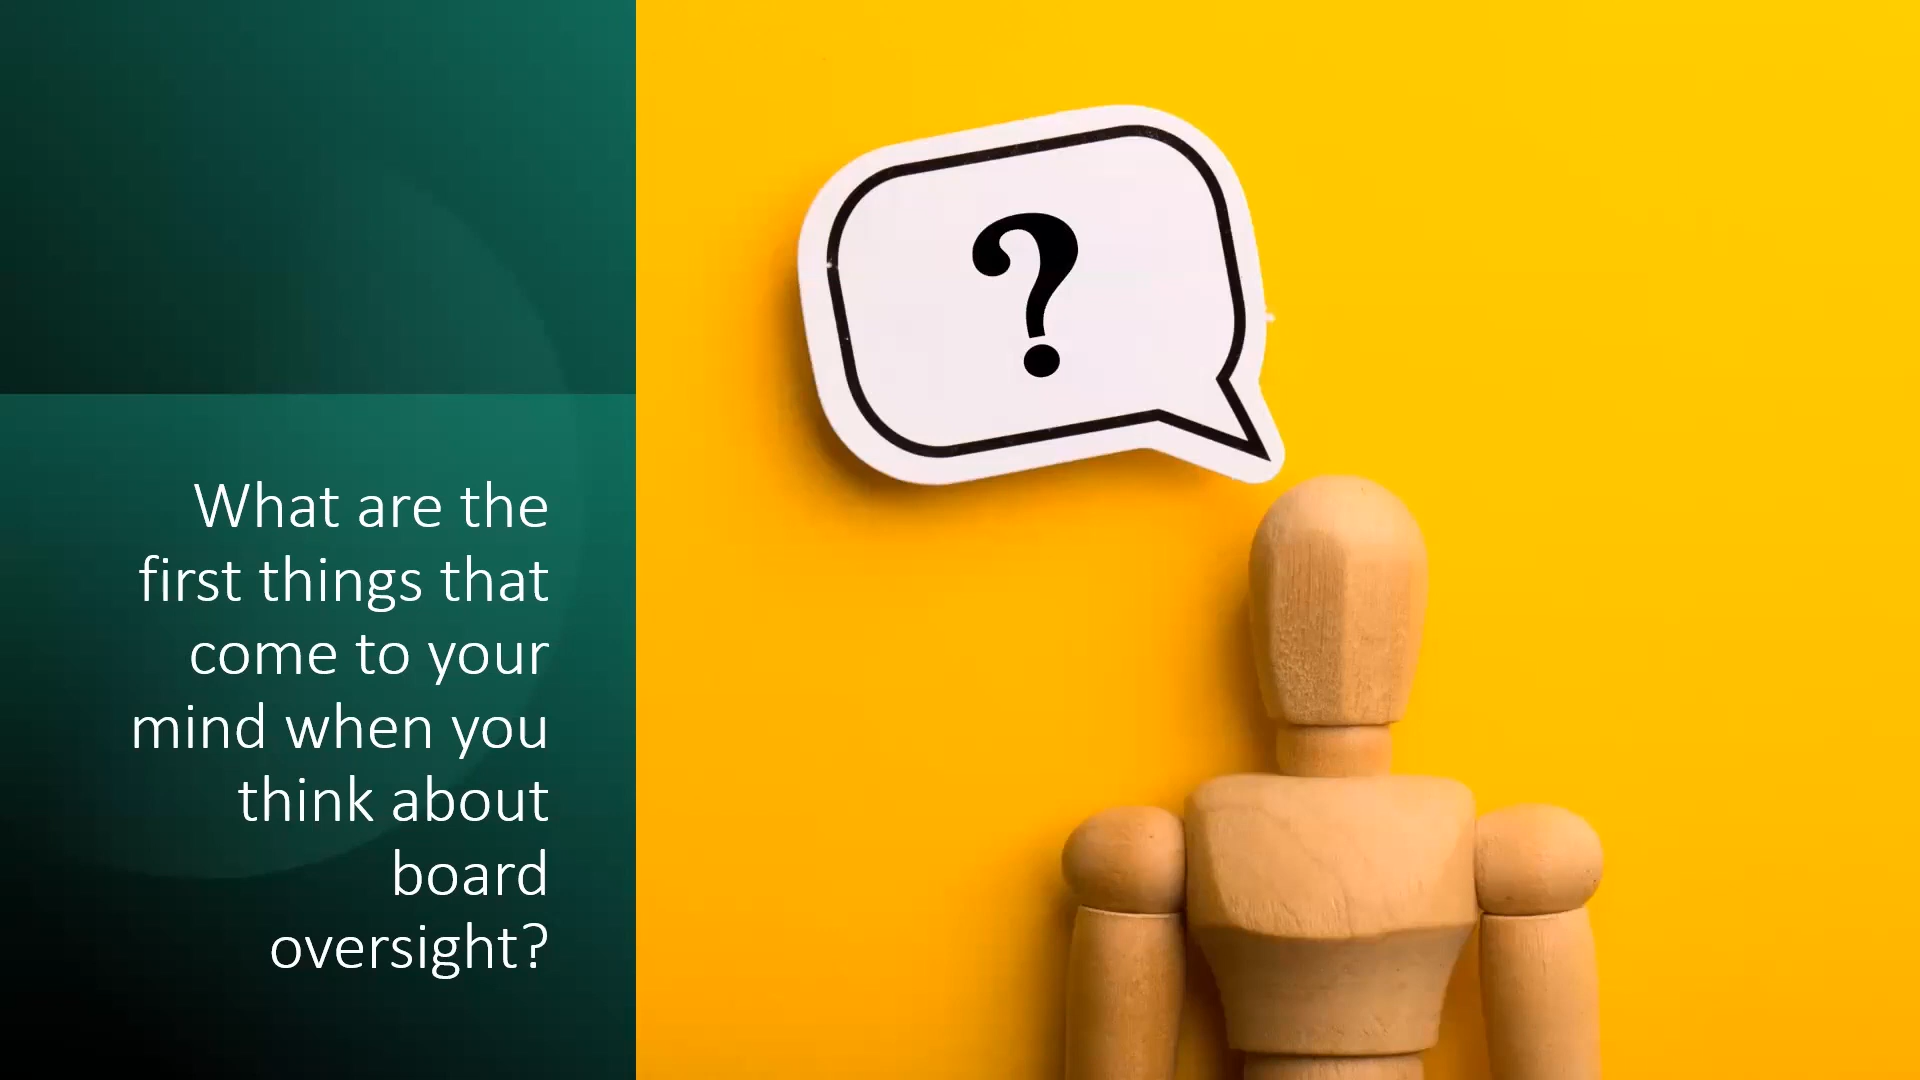 ?
What are the
first things that
come to your
mind when you
think about
board
oversight?